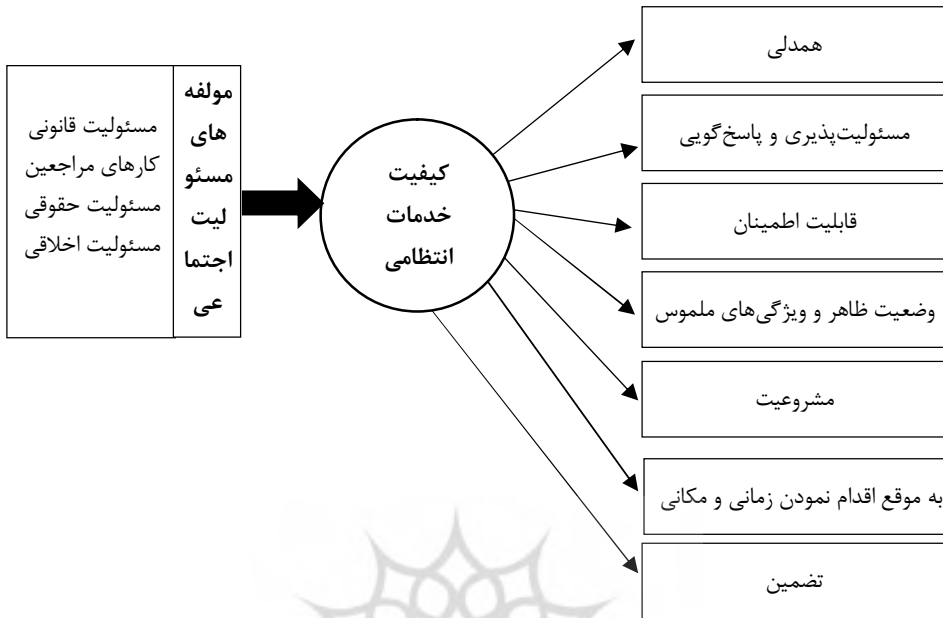 مولفه
های
مسئو
لیت
اجتما
عی
مسئولیت قانونی
کارهای مراجعین
مسئولیت حقوقی
مسئولیت اخلاقی
کیفیت
خدمات
انتظامی
همدلی
مسئولیت‌پذیری و پاسخ‌گویی
قابلیت اطمینان
وضعیت ظاهر و ویژگی‌های ملموس
مشروعیت
به موقع اقدام نمودن زمانی و مکانی
تضمین